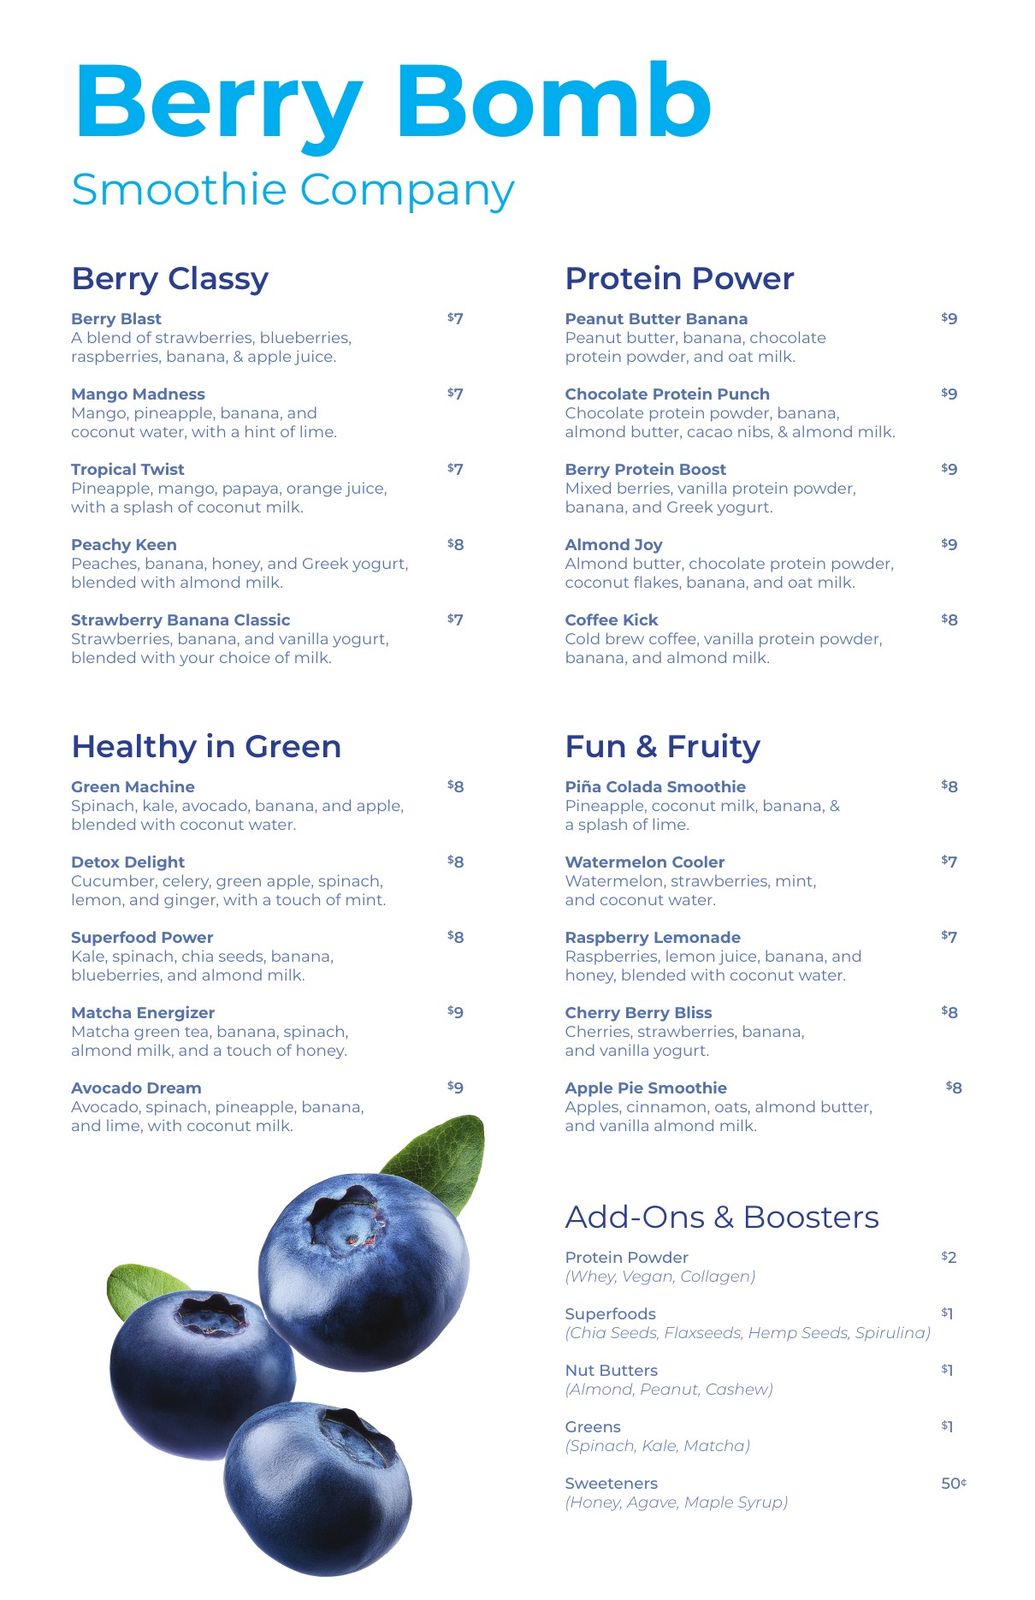 Berry Bomb
Smoothie Company
Berry Classy
Berry Blast $7
A blend of strawberries, blueberries,
raspberries, banana, & apple juice.
Mango Madness $7
Mango, pineapple, banana, and
coconut water, with a hint of lime.
Tropical Twist $7
Pineapple, mango, papaya, orange juice,
with a splash of coconut milk.
Peachy Keen $8
Peaches, banana, honey, and Greek yogurt,
blended with almond milk.
Strawberry Banana Classic $7
Strawberries, banana, and vanilla yogurt,
blended with your choice of milk.
Protein Power
Peanut Butter Banana $9
Peanut butter, banana, chocolate
protein powder, and oat milk.
Chocolate Protein Punch $9
Chocolate protein powder, banana,
almond butter, cacao nibs, & almond milk.
Berry Protein Boost $9
Mixed berries, vanilla protein powder,
banana, and Greek yogurt.
Almond Joy $9
Almond butter, chocolate protein powder,
coconut flakes, banana, and oat milk.
Coffee Kick $8
Cold brew coffee, vanilla protein powder,
banana, and almond milk.
Healthy in Green
Green Machine $8
Spinach, kale, avocado, banana, and apple,
blended with coconut water.
Detox Delight $8
Cucumber, celery, green apple, spinach,
lemon, and ginger, with a touch of mint.
Superfood Power $8
Kale, spinach, chia seeds, banana,
blueberries, and almond milk.
Matcha Energizer $9
Matcha green tea, banana, spinach,
almond milk, and a touch of honey.
Avocado Dream $9
Avocado, spinach, pineapple, banana,
and lime, with coconut milk.
Fun & Fruity
Piña Colada Smoothie $8
Pineapple, coconut milk, banana, &
a splash of lime.
Watermelon Cooler $7
Watermelon, strawberries, mint,
and coconut water.
Raspberry Lemonade $7
Raspberries, lemon juice, banana, and
honey, blended with coconut water.
Cherry Berry Bliss $8
Cherries, strawberries, banana,
and vanilla yogurt.
Apple Pie Smoothie $8
Apples, cinnamon, oats, almond butter,
and vanilla almond milk.
Add-Ons & Boosters
Protein Powder $2
(Whey, Vegan, Collagen)
Superfoods $1
(Chia Seeds, Flaxseeds, Hemp Seeds, Spirulina)
Nut Butters $1
(Almond, Peanut, Cashew)
Greens $1
(Spinach, Kale, Matcha)
Sweeteners 50¢
(Honey, Agave, Maple Syrup)